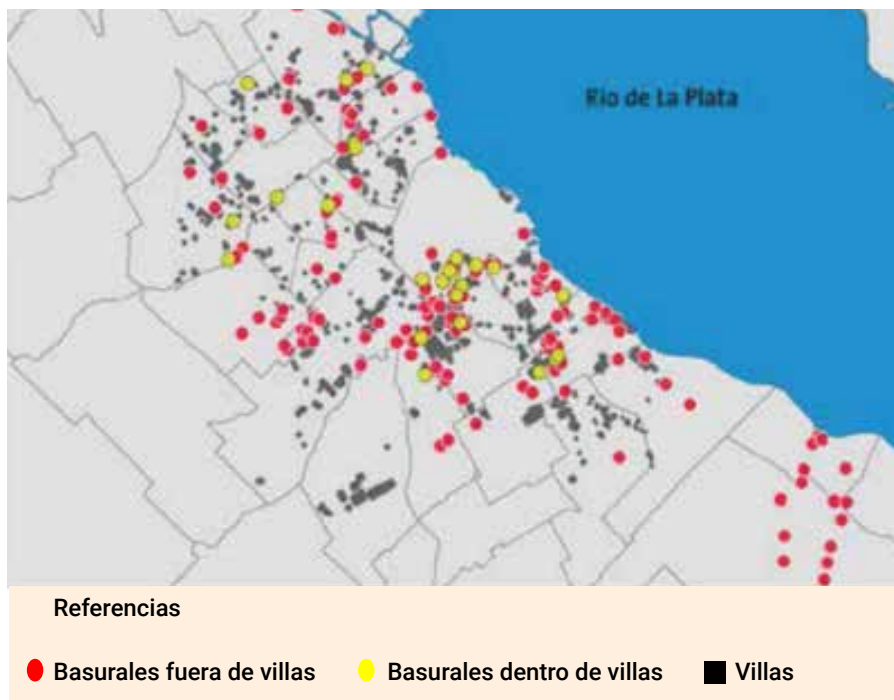 Rio de La Plata
Referencias
Basurales fuera de villas
Basurales dentro de villas
Villas